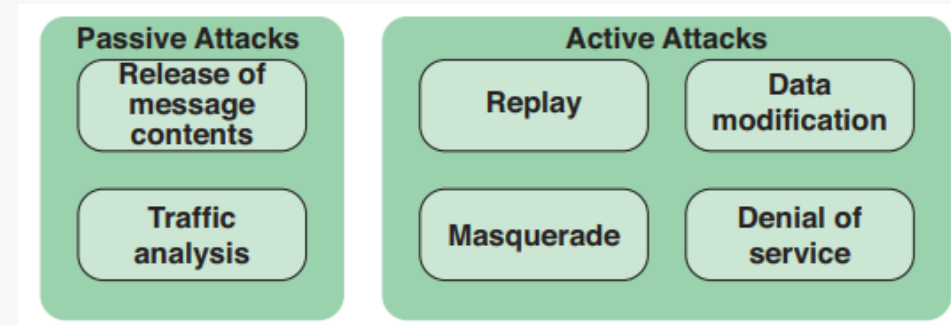 Passive Attacks
Release of
message
contents
Traffic
analysis
Active Attacks
Replay
Data
modification
Masquerade
Denial of
service